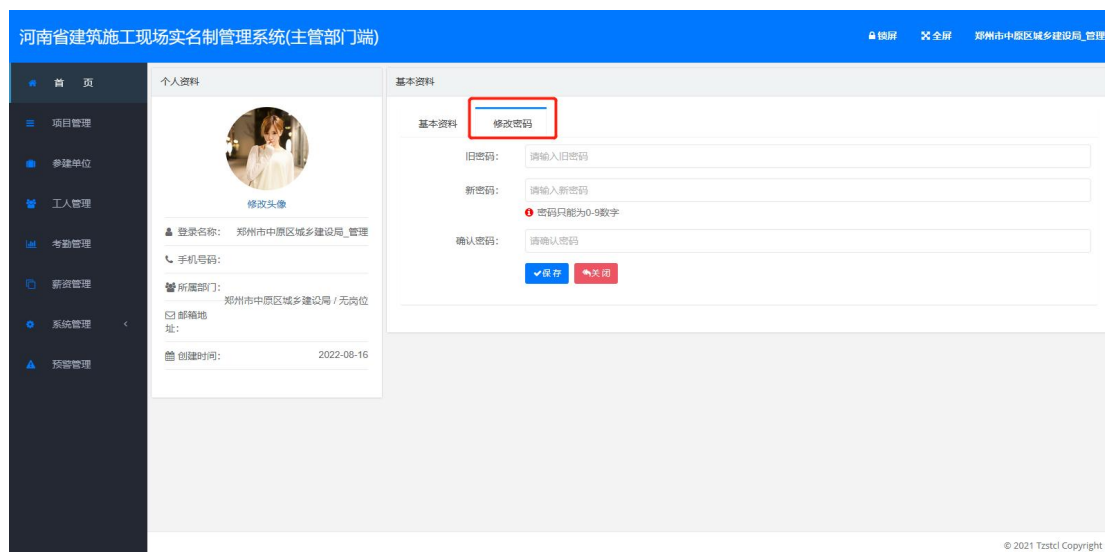 河南省建筑施工现场实名制管理系统(主管部门端)
锁屏 全屏 郑州市中原区城乡建设局_管理
首 页
项目管理
参建单位
工人管理
考勤管理
薪资管理
系统管理
预警管理
个人资料
修改头像
登录名称: 郑州市中原区城乡建设局_管理
手机号码:
所属部门:
郑州市中原区城乡建设局 / 无岗位
邮箱地
址:
创建时间: 2022-08-16
基本资料
基本资料 修改密码
旧密码: 请输入旧密码
新密码: 请输入新密码
密码只能为0-9数字
确认密码: 请确认密码
保存 关闭
© 2021 Tzstcl Copyright